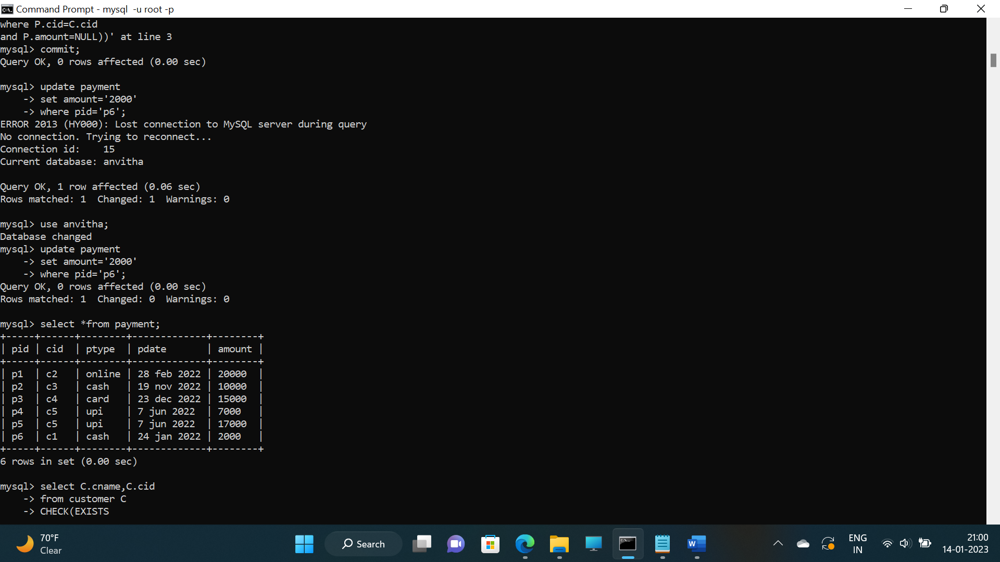 Command Prompt - mysql  -u root -p
where P.cid=C.cid
and P.amount=NULL))' at line 3
mysql> commit;
Query OK, 0 rows affected (0.00 sec)

mysql> update payment
    -> set amount='2000'
    -> where pid='p6';
ERROR 2013 (HY000): Lost connection to MySQL server during query
No connection. Trying to reconnect...
Connection id:    15
Current database: anvitha

Query OK, 1 row affected (0.06 sec)
Rows matched: 1  Changed: 1  Warnings: 0

mysql> use anvitha;
Database changed
mysql> update payment
    -> set amount='2000'
    -> where pid='p6';
Query OK, 0 rows affected (0.00 sec)
Rows matched: 1  Changed: 0  Warnings: 0

mysql> select *from payment;
+-----+------+--------+-------------+--------+
| pid | cid  | ptype  | pdate       | amount |
+-----+------+--------+-------------+--------+
| p1  | c2   | online | 28 feb 2022 | 20000  |
| p2  | c3   | cash   | 19 nov 2022 | 10000  |
| p3  | c4   | card   | 23 dec 2022 | 15000  |
| p4  | c5   | upi    | 7 jun 2022  | 7000   |
| p5  | c5   | upi    | 7 jun 2022  | 17000  |
| p6  | c1   | cash   | 24 jan 2022 | 2000   |
+-----+------+--------+-------------+--------+
6 rows in set (0.00 sec)

mysql> select C.cname,C.cid
    -> from customer C
    -> CHECK(EXISTS
70°F
Clear
Search
ENG
IN
21:00
14-01-2023